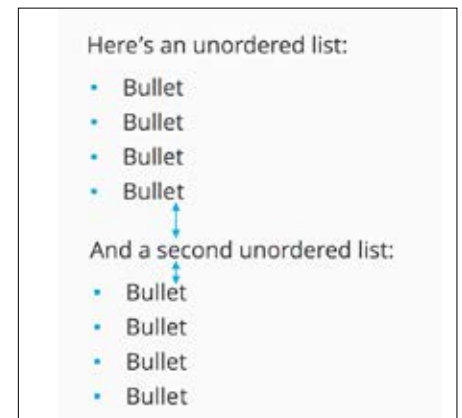 Here's an unordered list:
• Bullet
• Bullet
• Bullet
• Bullet
And a second unordered list:
• Bullet
• Bullet
• Bullet
• Bullet